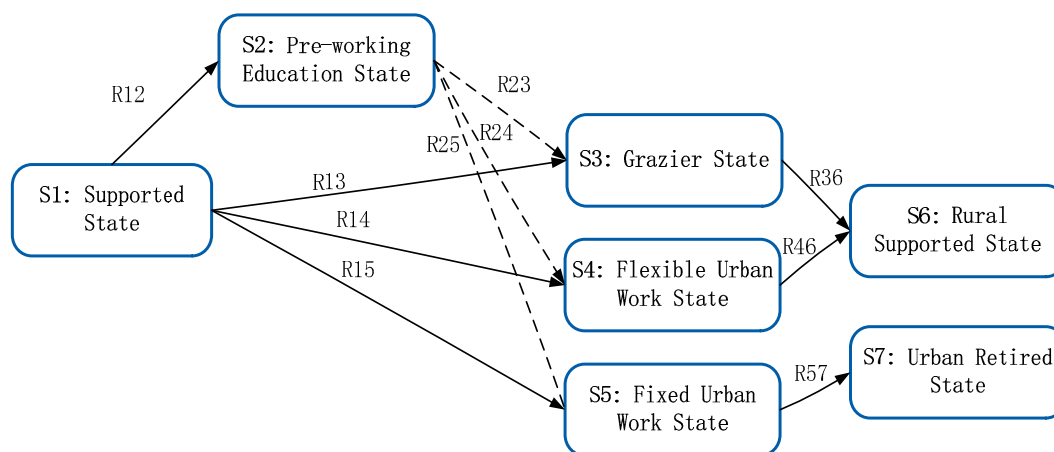 S2: Pre-working
Education State
R12
R23
R24
R25
S3: Grazier State
S1: Supported
State
R13
R14
R15
R36
R46
S6: Rural
Supported State
S4: Flexible Urban
Work State
S5: Fixed Urban
Work State
R57
S7: Urban Retired
State